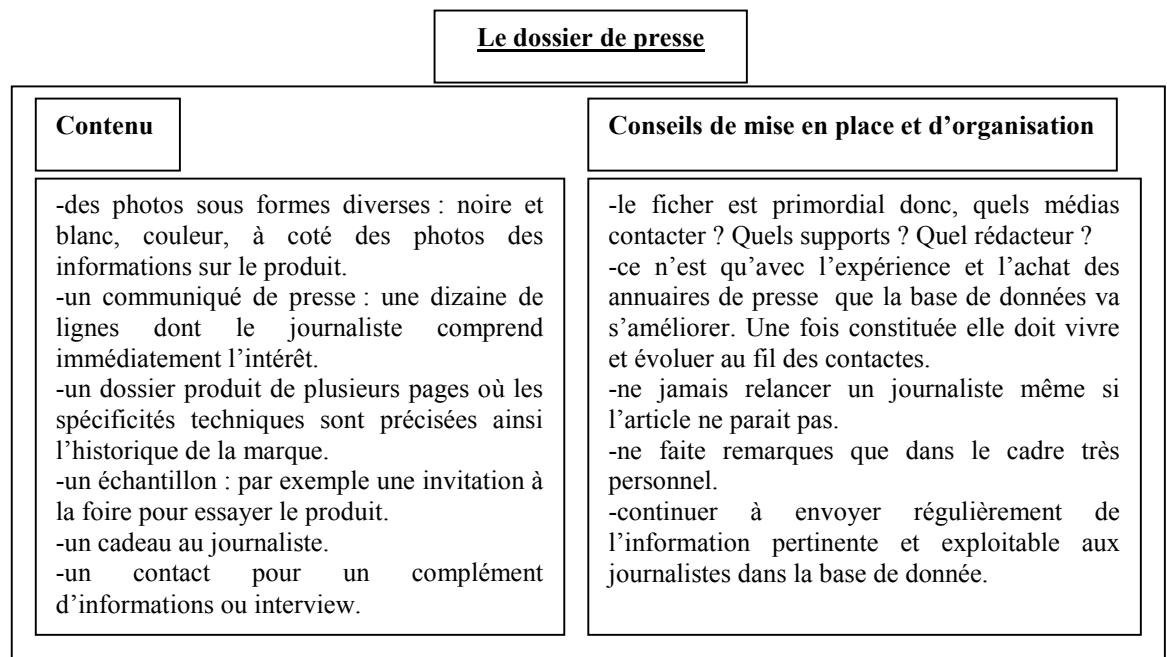 Le dossier de presse
Contenu
-des photos sous formes diverses : noire et
blanc, couleur, à coté des photos des
informations sur le produit.
-un communiqué de presse : une dizaine de
lignes dont le journaliste comprend
immédiatement l’intérêt.
-un dossier produit de plusieurs pages où les
spécificités techniques sont précisées ainsi
l’historique de la marque.
-un échantillon : par exemple une invitation à
la foire pour essayer le produit.
-un cadeau au journaliste.
-un contact pour un complément
d’informations ou interview.
Conseils de mise en place et d’organisation
-le ficher est primordial donc, quels médias
contacter ? Quels supports ? Quel rédacteur ?
-ce n’est qu’avec l’expérience et l’achat des
annuaires de presse que la base de données va
s’améliorer. Une fois constituée elle doit vivre
et évoluer au fil des contactes.
-ne jamais relancer un journaliste même si
l’article ne parait pas.
-ne faite remarques que dans le cadre très
personnel.
-continuer à envoyer régulièrement de
l’information pertinente et exploitable aux
journalistes dans la base de donnée.